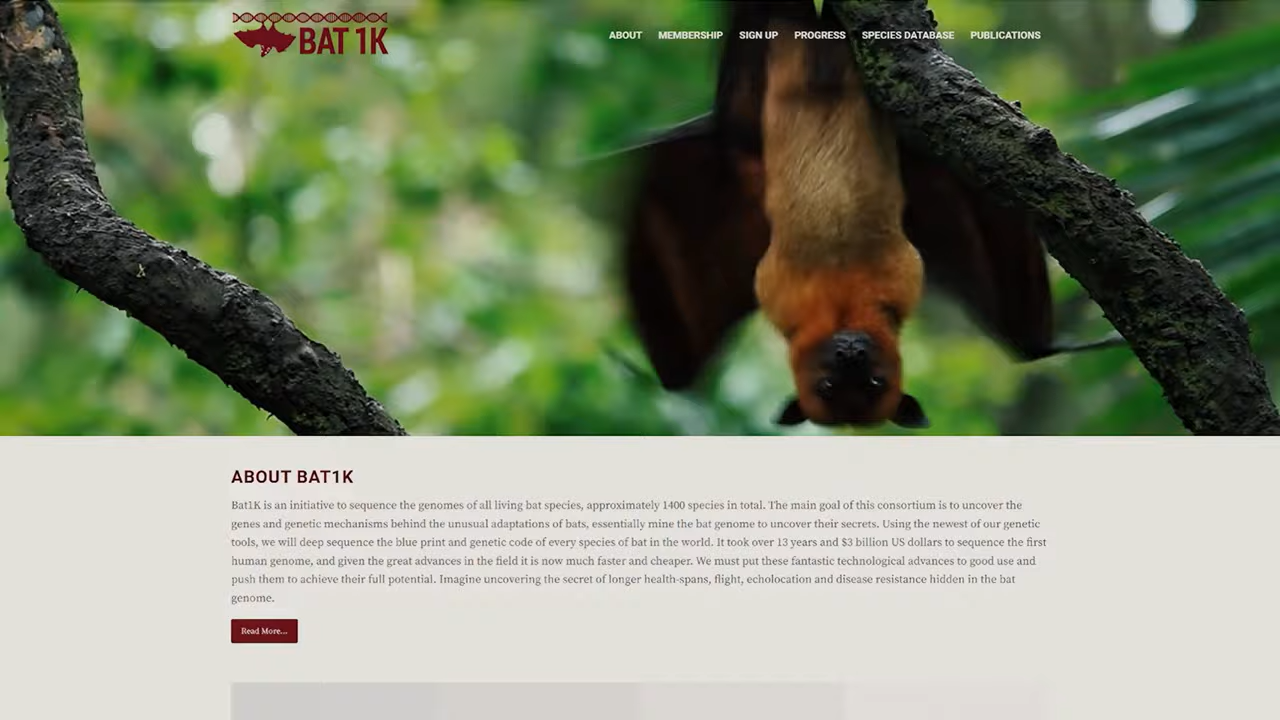 BAT 1K
ABOUT MEMBERSHIP SIGN UP PROGRESS SPECIES DATABASE PUBLICATIONS
ABOUT BAT1K
Bat1K is an initiative to sequence the genomes of all living bat species, approximately 1400 species in total. The main goal of this consortium is to uncover the
genes and genetic mechanisms behind the unusual adaptations of bats, essentially mine the bat genome to uncover their secrets. Using the newest of our genetic
tools, we will deep sequence the blue print and genetic code of every species of bat in the world. It took over 13 years and $3 billion US dollars to sequence the first
human genome, and given the great advances in the field it is now much faster and cheaper. We must put these fantastic technological advances to good use and
push them to achieve their full potential. Imagine uncovering the secret of longer health-spans, flight, echolocation and disease resistance hidden in the bat
genome.
Read More...